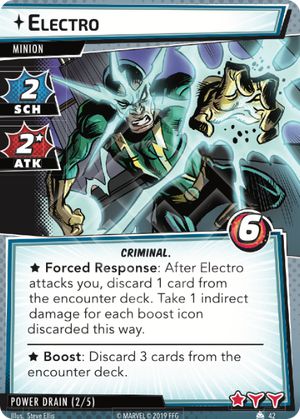 Electro
MINION
2
SCH
2
ATK
6
CRIMINAL.
Forced Response: After Electro
attacks you, discard 1 card from
the encounter deck. Take 1 indirect
damage for each boost icon
discarded this way.
Boost: Discard 3 cards from the
encounter deck.
POWER DRAIN (2/5)
Illus. Steve Ellis
© MARVEL © 2019 FFG
42